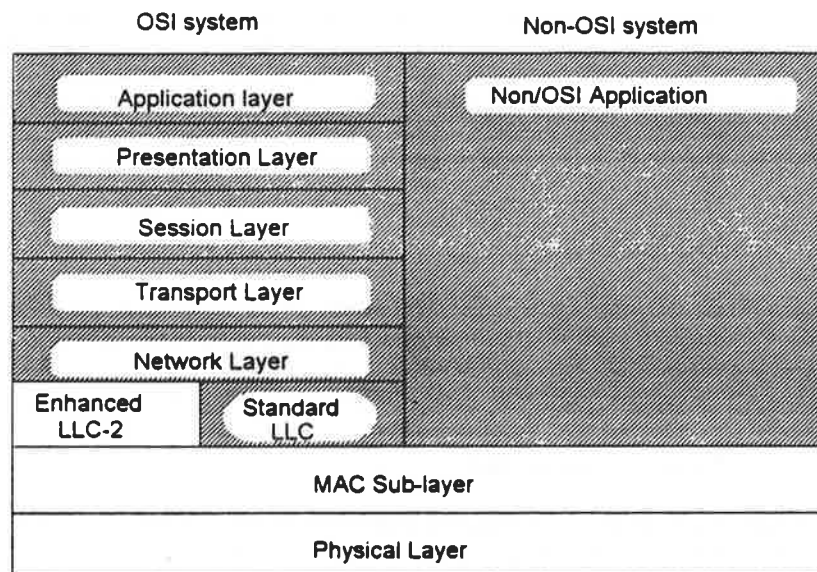 OSI system
Non-OSI system
Application layer
Non/OSI Application
Presentation Layer
Session Layer
Transport Layer
Network Layer
Enhanced
LLC-2
Standard
LLC
MAC Sub-layer
Physical Layer